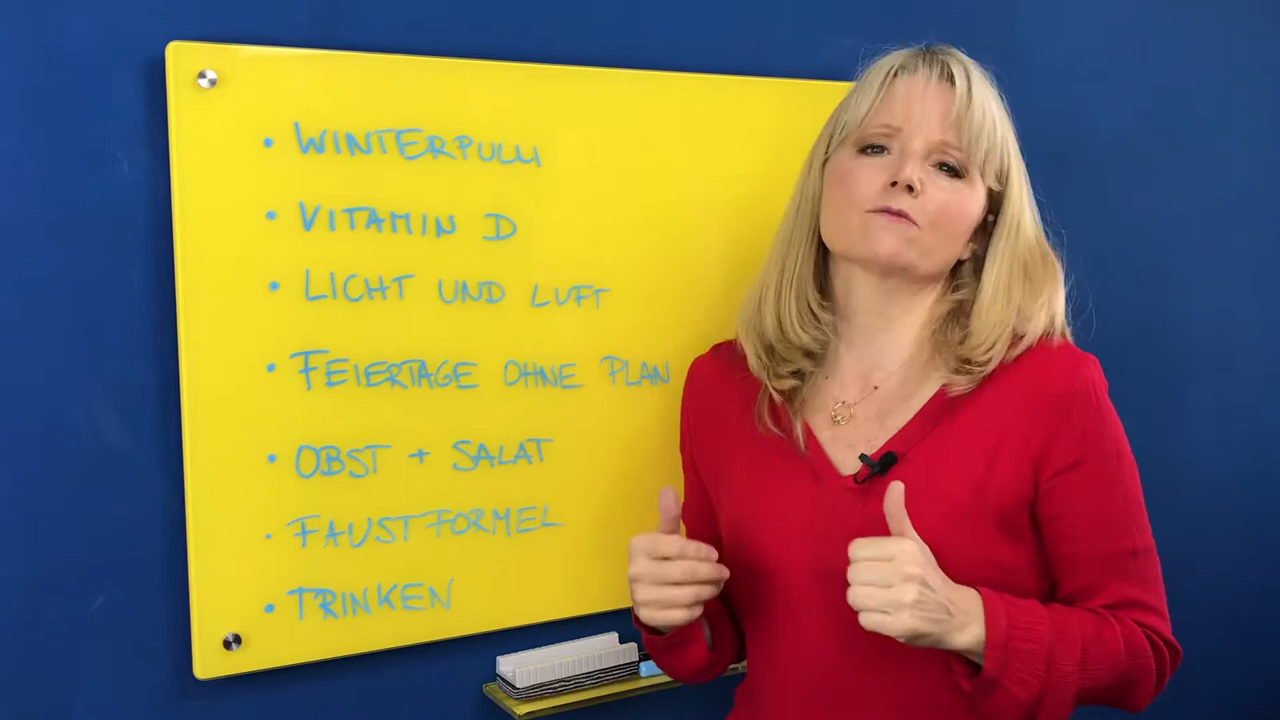 • WINTERPULLI
• VITAMIN D
• LICHT UND LUFT
• FEIERTAGE OHNE PLAN
• OBST + SALAT
• FAUSTFORMEL
• TRINKEN